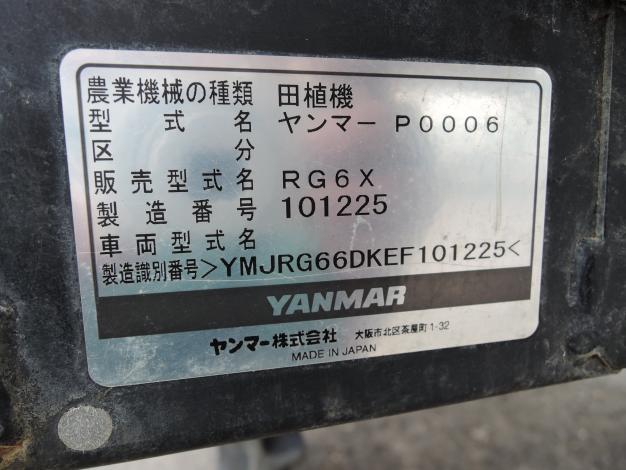 農業機械の種類 田植機
型式名 ヤンマー P0006
区分
販売型式名 RG6X
製造番号 101225
車両型式名
製造識別番号 >YMJRG66DKEF101225<
YANMAR
ヤンマー株式会社 大阪市北区茶屋町1-32
MADE IN JAPAN